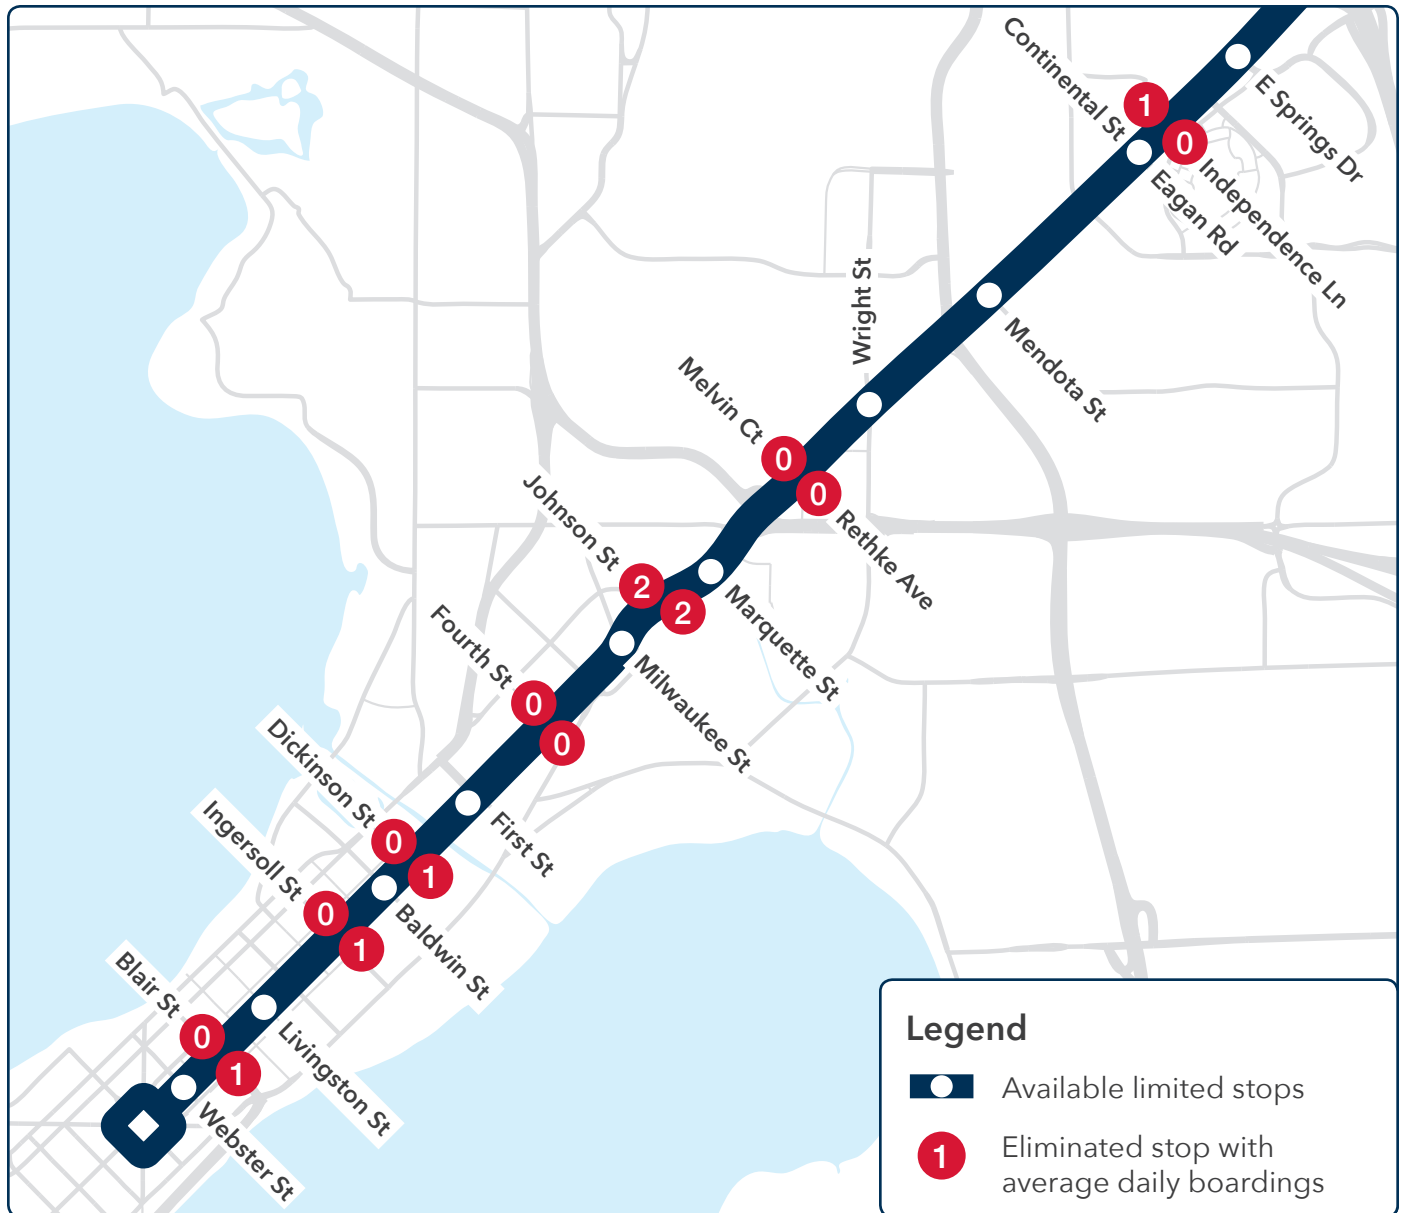 Continental St
E Springs Dr
1
0
Independence Ln
Eagan Rd
Wright St
Mendota St
Melvin Ct
0
0
Rethke Ave
Johnson St
2
2
Marquette St
Fourth St
0
0
Milwaukee St
Dickinson St
0
1
First St
Ingersoll St
0
1
Baldwin St
Blair St
0
1
Livingston St
Webster St
Legend
Available limited stops
1
Eliminated stop with
average daily boardings